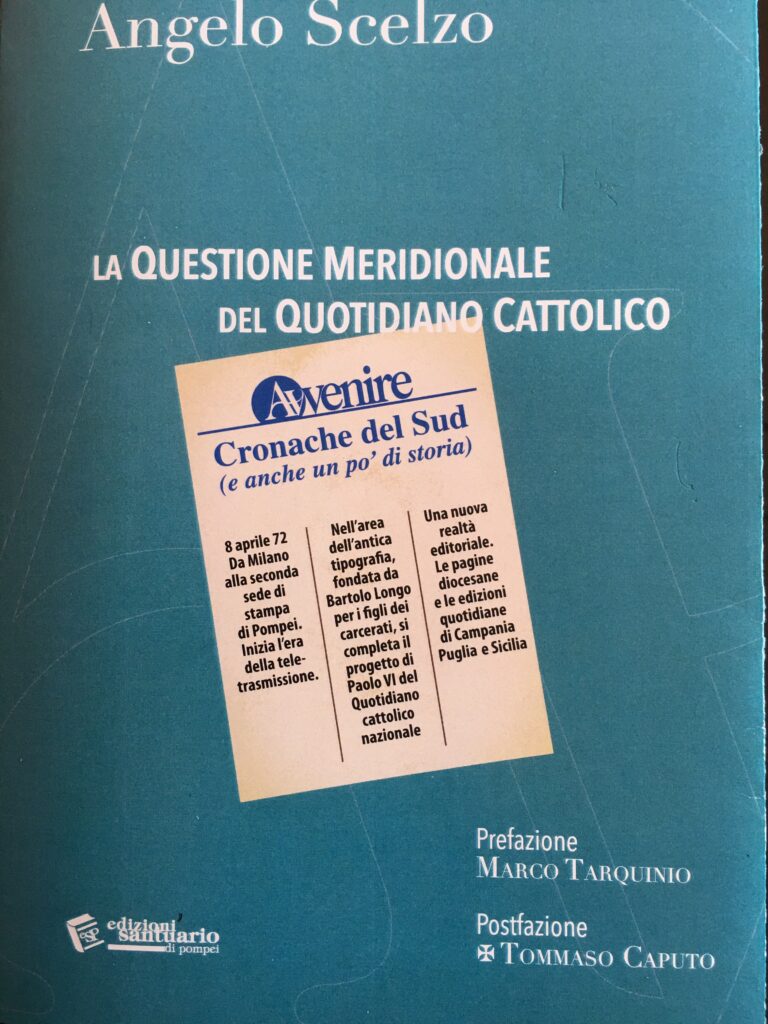 Angelo Scelzo
LA QUESTIONE MERIDIONALE
DEL QUOTIDIANO CATTOLICO
Avvenire
Cronache del Sud
(e anche un po' di storia)
8 aprile 72
Da Milano
alla seconda
sede di
stampa
di Pompei.
Inizia l'era
della tele-
trasmissione.
Nell'area
dell'antica
tipografia,
fondata da
Bartolo Longo
per i figli dei
carcerati, si
completa il
progetto di
Paolo VI del
Quotidiano
cattolico
nazionale
Una nuova
realtà
editoriale.
Le pagine
diocesane
e le edizioni
quotidiane
di Campania
Puglia e Sicilia
Prefazione
MARCO TARQUINIO
Postfazione
✠ TOMMASO CAPUTO
esp
edizioni
santuario
di pompei